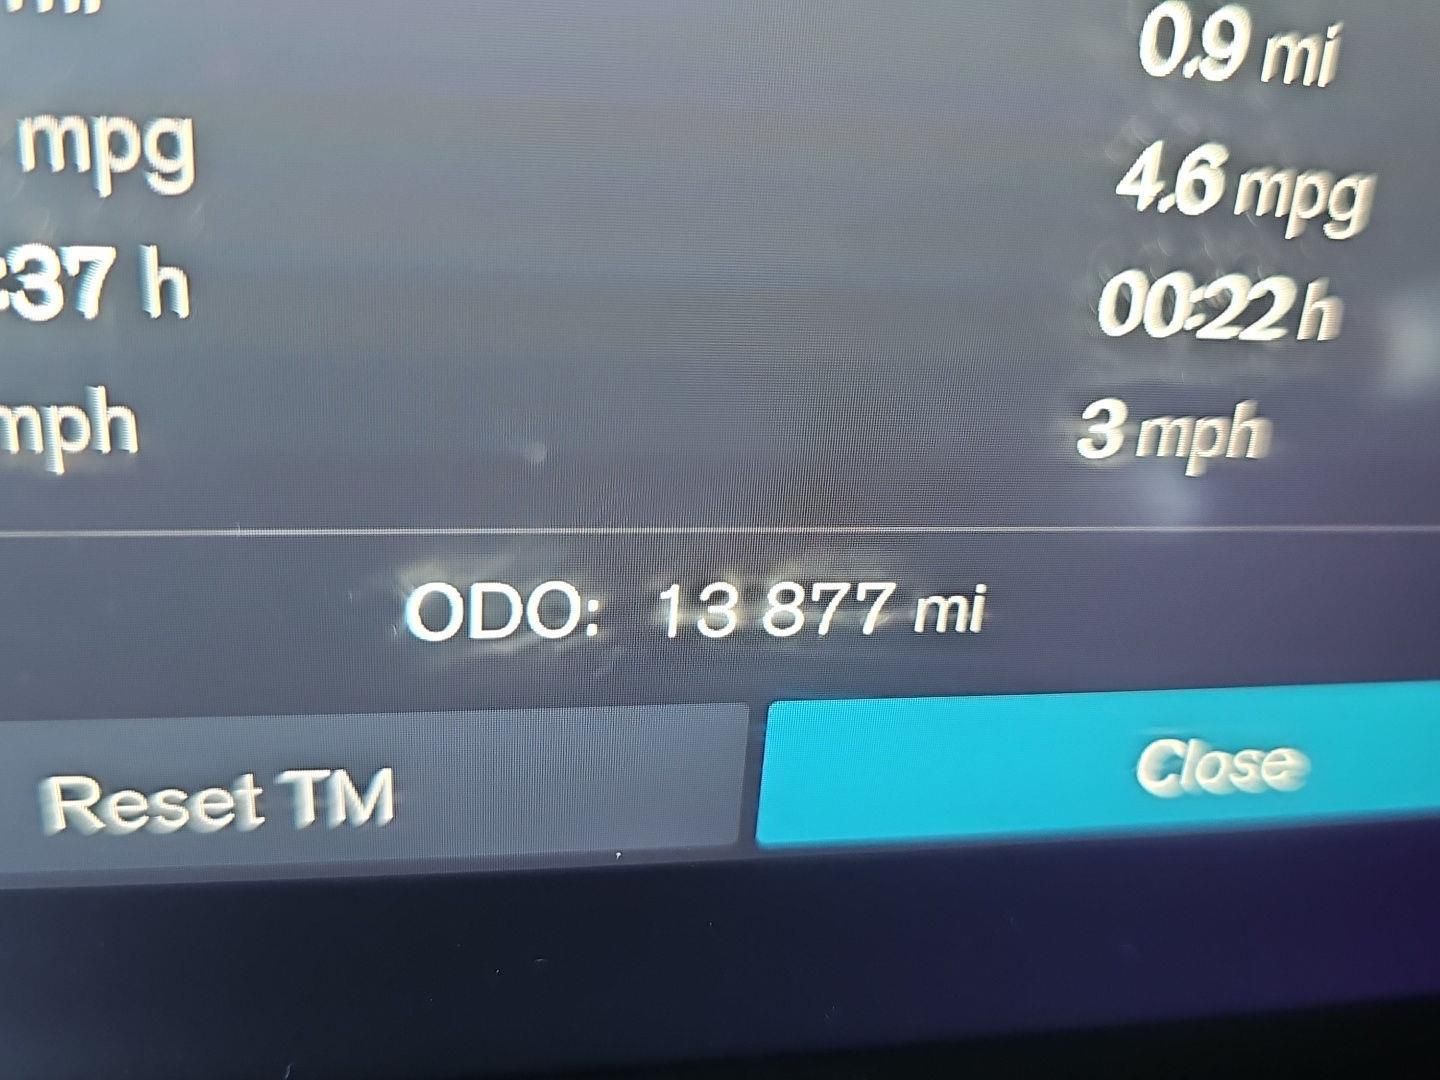 mi 0.9 mi
mpg 4.6 mpg
:37 h 00:22 h
mph 3 mph
ODO: 13 877 mi
Reset TM Close